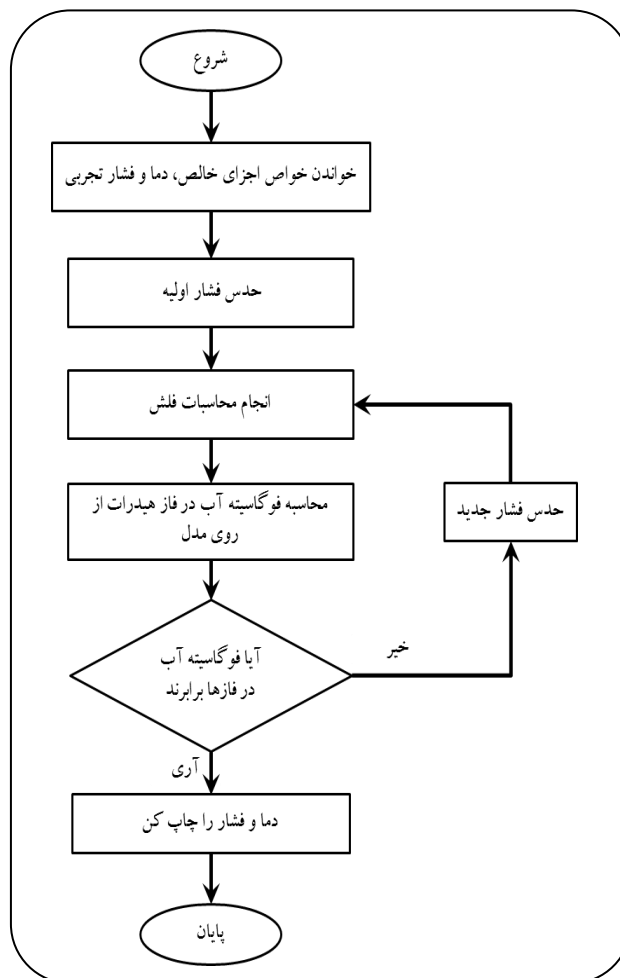 شروع
خواندن خواص اجزای خالص، دما و فشار تجربی
حدس فشار اولیه
انجام محاسبات فلش
محاسبه فوگاسیته آب در فاز هیدرات از
روی مدل
حدس فشار جدید
آیا فوگاسیته آب
در فازها برابرند
خیر
آری
دما و فشار را چاپ کن
پایان